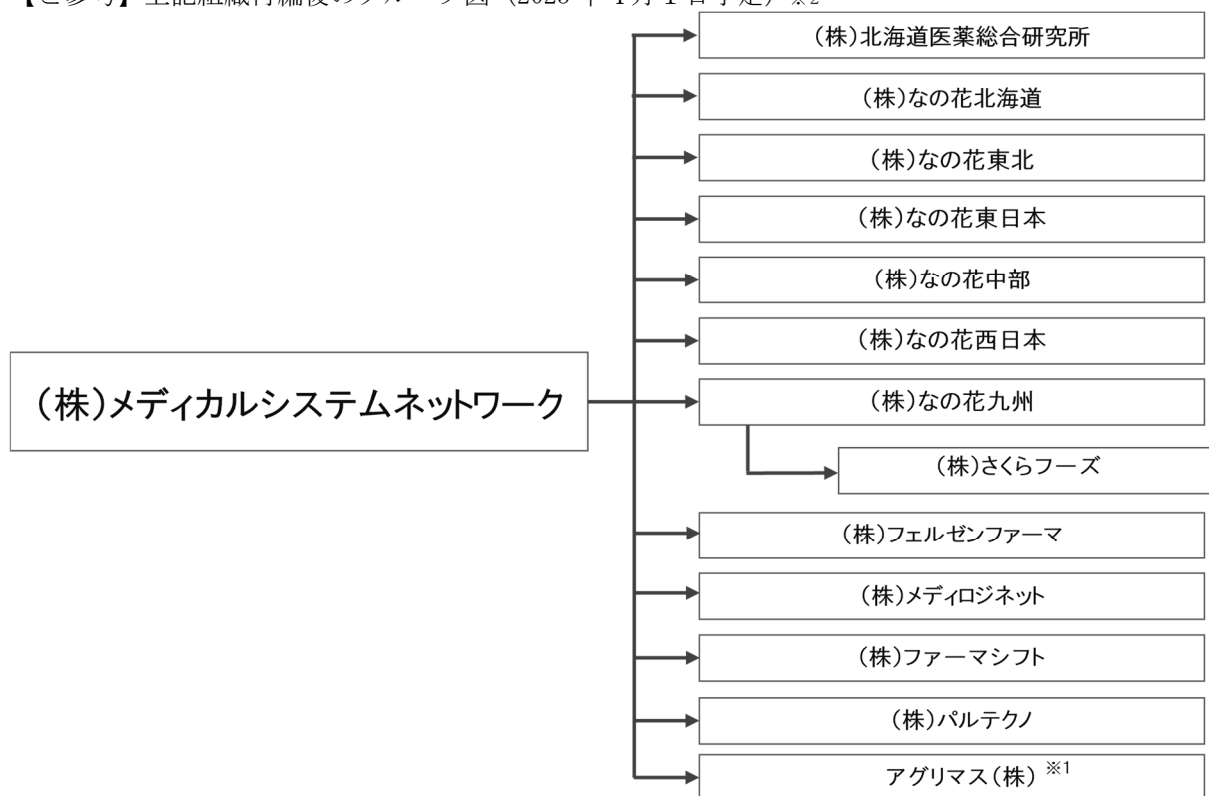 (株)北海道医薬総合研究所
(株)なの花北海道
(株)なの花東北
(株)なの花東日本
(株)なの花中部
(株)なの花西日本
(株)メディカルシステムネットワーク
(株)なの花九州
(株)さくらフーズ
(株)フェルゼンファーマ
(株)メディロジネット
(株)ファーマシフト
(株)パルテクノ
アグリマス(株) ※1